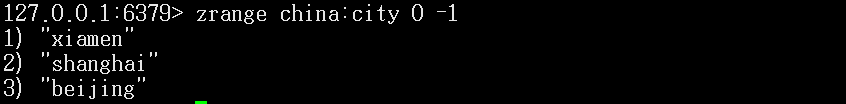 127.0.0.1:6379> zrange china:city 0 -1
1) "xiamen"
2) "shanghai"
3) "beijing"